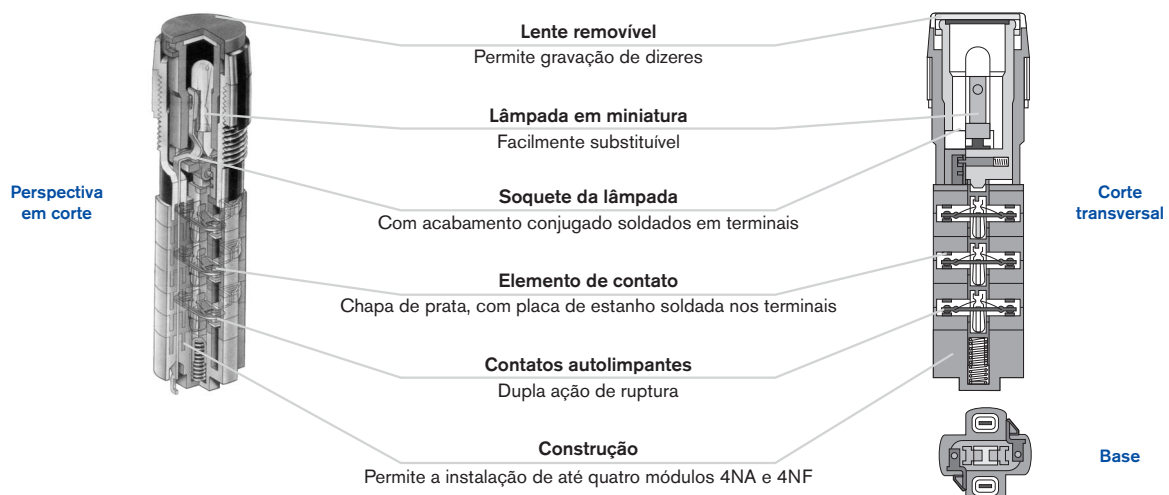 Lente removível
Permite gravação de dizeres
Lâmpada em miniatura
Facilmente substituível
Perspectiva
em corte
Soquete da lâmpada
Com acabamento conjugado soldados em terminais
Corte
transversal
Elemento de contato
Chapa de prata, com placa de estanho soldada nos terminais
Contatos autolimpantes
Dupla ação de ruptura
Construção
Permite a instalação de até quatro módulos 4NA e 4NF
Base